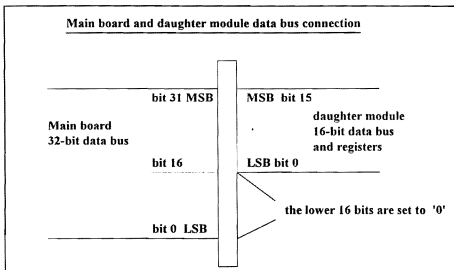 Main board and daughter module data bus connection
bit 31 MSB
MSB bit 15
Main board
32-bit data bus
daughter module
16-bit data bus
and registers
bit 16
LSB bit 0
the lower 16 bits are set to '0'
bit 0 LSB